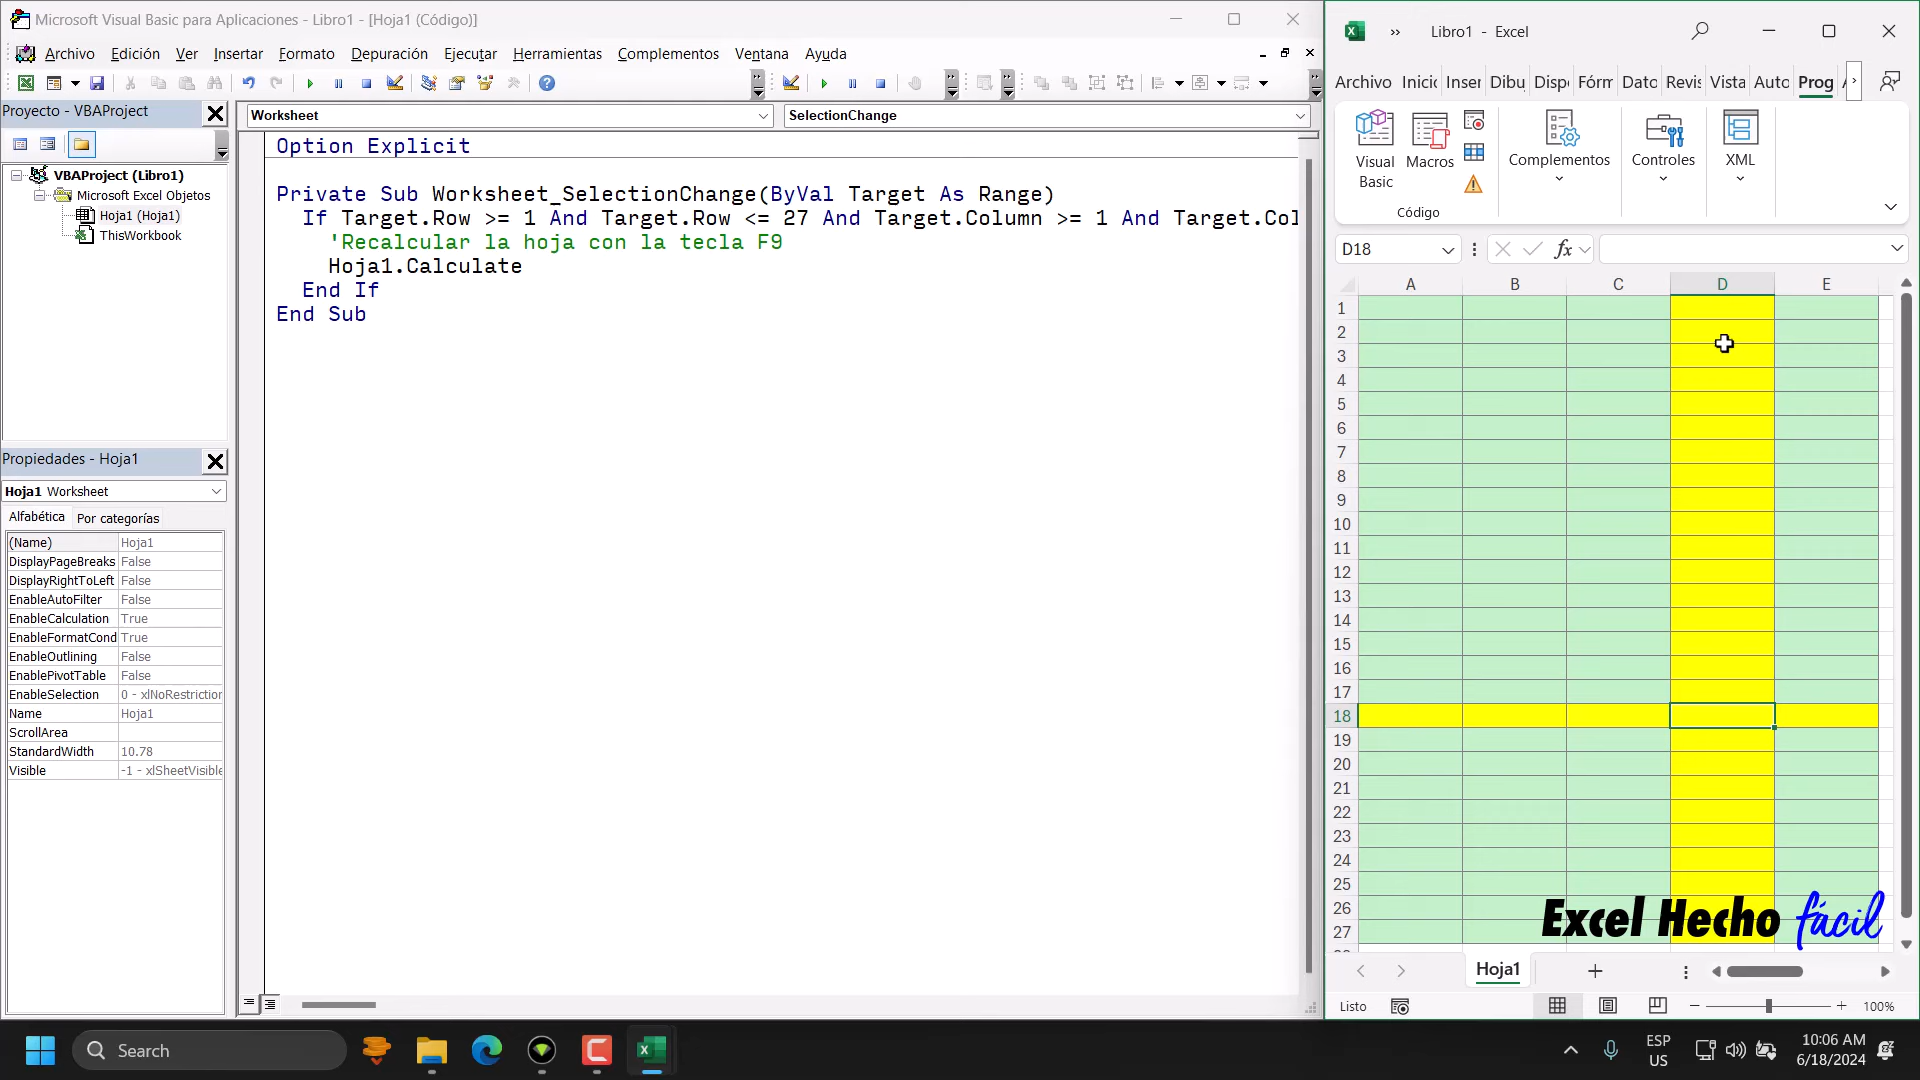 Microsoft Visual Basic para Aplicaciones - Libro1 - [Hoja1 (Código)]
Archivo Edición Ver Insertar Formato Depuración Ejecutar Herramientas Complementos Ventana Ayuda
Proyecto - VBAProject
VBAProject (Libro1)
Microsoft Excel Objetos
Hoja1 (Hoja1)
ThisWorkbook
Propiedades - Hoja1
Hoja1 Worksheet
Alfabética Por categorías
(Name) Hoja1
DisplayPageBreaks False
DisplayRightToLeft False
EnableAutoFilter False
EnableCalculation True
EnableFormatCond True
EnableOutlining False
EnablePivotTable False
EnableSelection 0 - xlNoRestriction
Name Hoja1
ScrollArea
StandardWidth 10.78
Visible -1 - xlSheetVisible
Worksheet SelectionChange
Option Explicit
Private Sub Worksheet_SelectionChange(ByVal Target As Range)
If Target.Row >= 1 And Target.Row <= 27 And Target.Column >= 1 And Target.Col
'Recalcular la hoja con la tecla F9
Hoja1.Calculate
End If
End Sub
Libro1 - Excel
Archivo Inicio Inser Dibu Disp Fórm Dato Revis Vista Auto Prog
Visual Basic
Macros
Código
Complementos
Controles
XML
D18
fx
A B C D E
1
2
3
4
5
6
7
8
9
10
11
12
13
14
15
16
17
18
19
20
21
22
23
24
25
26
27
Excel Hecho fácil
Hoja1
Listo
100%
Search
ESP
US
10:06 AM
6/18/2024